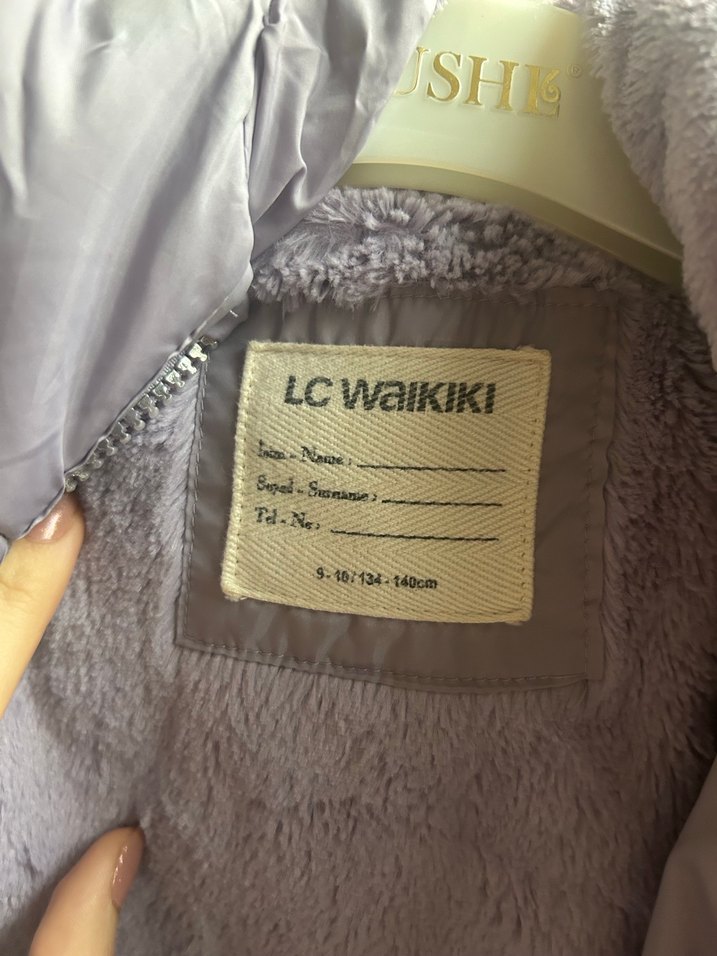 USHE®
LC WAIKIKI
İsim - Name :
Soyad - Surname :
Tel - No :
9 - 10 / 134 - 140cm